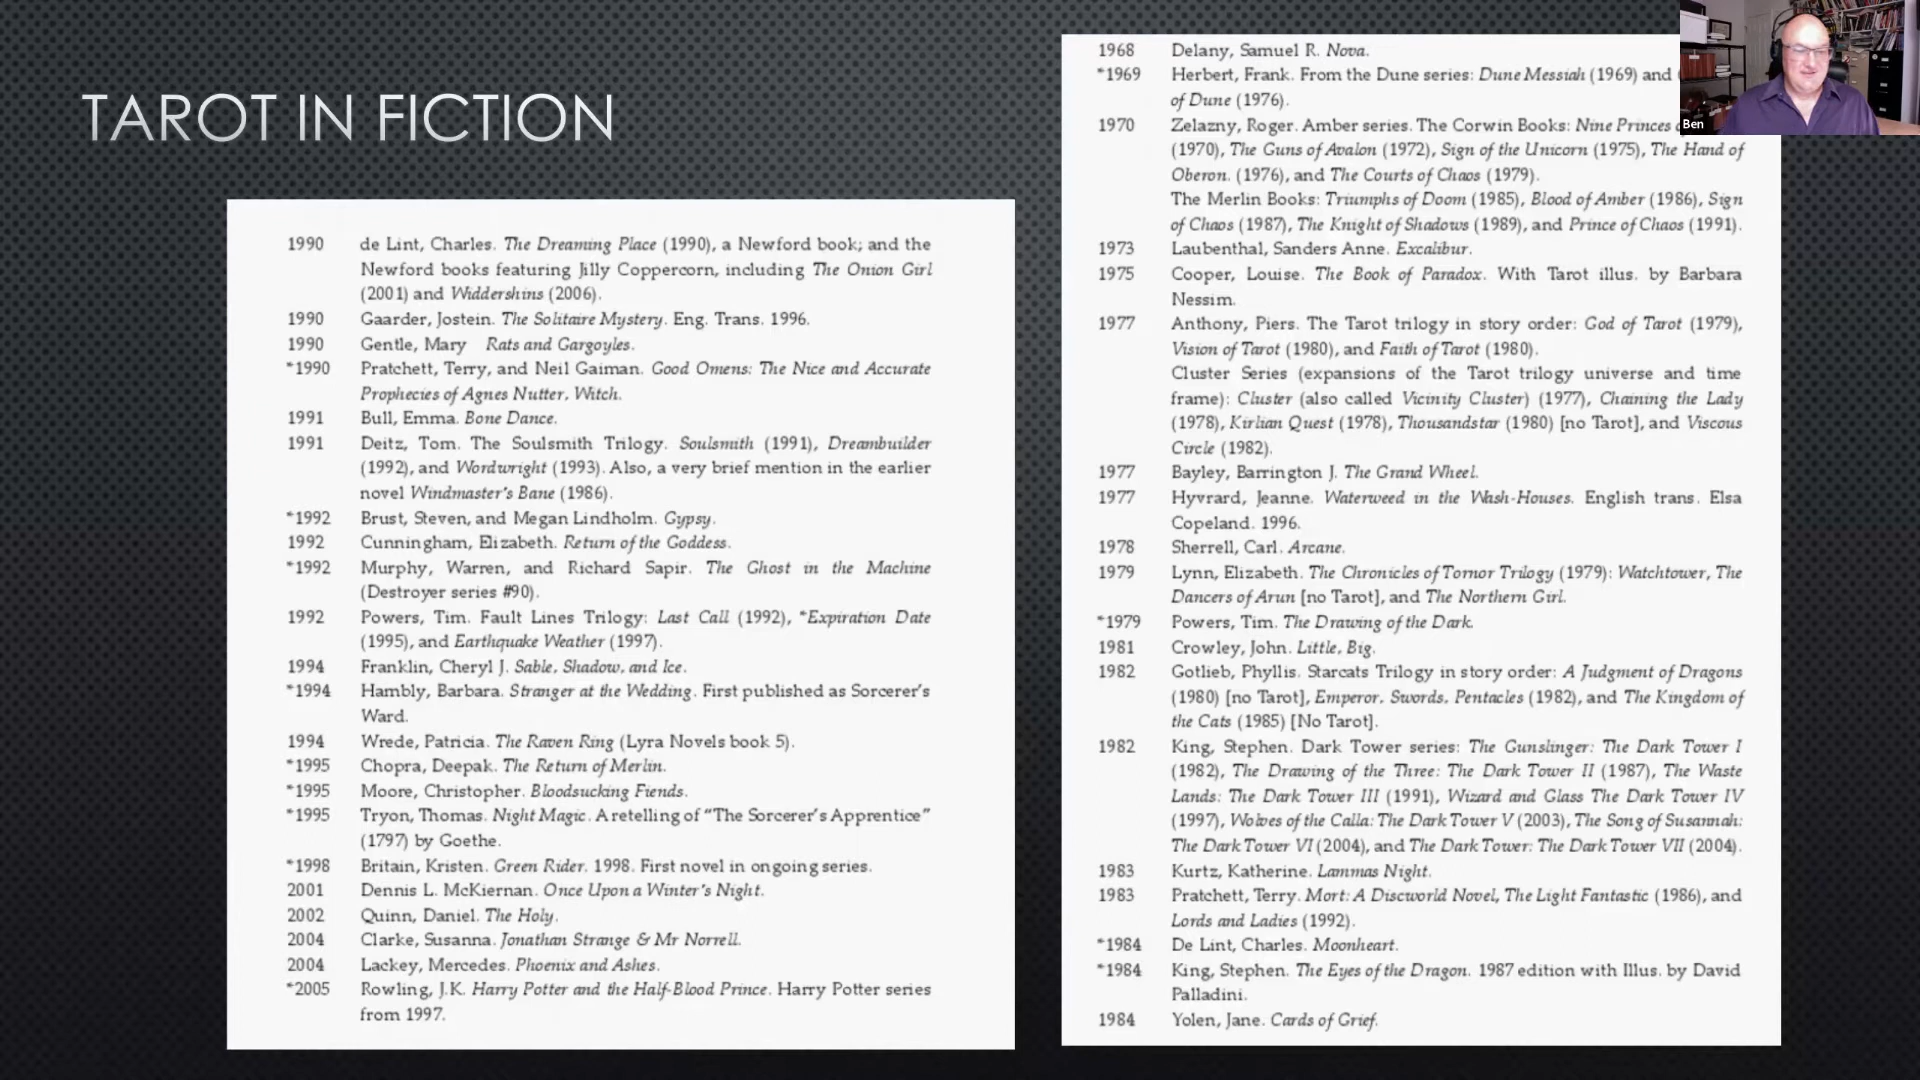 TAROT IN FICTION
1990 de Lint, Charles. The Dreaming Place (1990), a Newford book; and the
Newford books featuring Jilly Coppercorn, including The Onion Girl
(2001) and Widdershins (2006).
1990 Gaarder, Jostein. The Solitaire Mystery. Eng. Trans. 1996.
1990 Gentle, Mary Rats and Gargoyles.
*1990 Pratchett, Terry, and Neil Gaiman. Good Omens: The Nice and Accurate
Prophecies of Agnes Nutter, Witch.
1991 Bull, Emma. Bone Dance.
1991 Deitz, Tom. The Soulsmith Trilogy. Soulsmith (1991), Dreambuilder
(1992), and Wordwright (1993). Also, a very brief mention in the earlier
novel Windmaster's Bane (1986).
*1992 Brust, Steven, and Megan Lindholm. Gypsy.
1992 Cunningham, Elizabeth. Return of the Goddess.
*1992 Murphy, Warren, and Richard Sapir. The Ghost in the Machine
(Destroyer series #90).
1992 Powers, Tim. Fault Lines Trilogy: Last Call (1992), *Expiration Date
(1995), and Earthquake Weather (1997).
1994 Franklin, Cheryl J. Sable, Shadow, and Ice.
*1994 Hambly, Barbara. Stranger at the Wedding. First published as Sorcerer's
Ward.
1994 Wrede, Patricia. The Raven Ring (Lyra Novels book 5).
*1995 Chopra, Deepak. The Return of Merlin.
*1995 Moore, Christopher. Bloodsucking Fiends.
*1995 Tryon, Thomas. Night Magic. A retelling of "The Sorcerer's Apprentice"
(1797) by Goethe.
*1998 Britain, Kristen. Green Rider. 1998. First novel in ongoing series.
2001 Dennis L. McKiernan. Once Upon a Winter's Night.
2002 Quinn, Daniel. The Holy.
2004 Clarke, Susanna. Jonathan Strange & Mr Norrell.
2004 Lackey, Mercedes. Phoenix and Ashes.
*2005 Rowling, J.K. Harry Potter and the Half-Blood Prince. Harry Potter series
from 1997.
1968 Delany, Samuel R. Nova.
*1969 Herbert, Frank. From the Dune series: Dune Messiah (1969) and
of Dune (1976).
1970 Zelazny, Roger. Amber series. The Corwin Books: Nine Princes
(1970), The Guns of Avalon (1972), Sign of the Unicorn (1975), The Hand of
Oberon. (1976), and The Courts of Chaos (1979).
The Merlin Books: Triumphs of Doom (1985), Blood of Amber (1986), Sign
of Chaos (1987), The Knight of Shadows (1989), and Prince of Chaos (1991).
1973 Laubenthal, Sanders Anne. Excalibur.
1975 Cooper, Louise. The Book of Paradox. With Tarot illus. by Barbara
Nessim.
1977 Anthony, Piers. The Tarot trilogy in story order: God of Tarot (1979),
Vision of Tarot (1980), and Faith of Tarot (1980).
Cluster Series (expansions of the Tarot trilogy universe and time
frame): Cluster (also called Vicinity Cluster) (1977), Chaining the Lady
(1978), Kirlian Quest (1978), Thousandstar (1980) [no Tarot], and Viscous
Circle (1982).
1977 Bayley, Barrington J. The Grand Wheel.
1977 Hyvrard, Jeanne. Waterweed in the Wash-Houses. English trans. Elsa
Copeland. 1996.
1978 Sherrell, Carl. Arcane.
1979 Lynn, Elizabeth. The Chronicles of Tornor Trilogy (1979): Watchtower, The
Dancers of Arun [no Tarot], and The Northern Girl.
*1979 Powers, Tim. The Drawing of the Dark.
1981 Crowley, John. Little, Big.
1982 Gotlieb, Phyllis. Starcats Trilogy in story order: A Judgment of Dragons
(1980) [no Tarot], Emperor, Swords, Pentacles (1982), and The Kingdom of
the Cats (1985) [No Tarot].
1982 King, Stephen. Dark Tower series: The Gunslinger: The Dark Tower I
(1982), The Drawing of the Three: The Dark Tower II (1987), The Waste
Lands: The Dark Tower III (1991), Wizard and Glass The Dark Tower IV
(1997), Wolves of the Calla: The Dark Tower V (2003), The Song of Susannah:
The Dark Tower VI (2004), and The Dark Tower: The Dark Tower VII (2004).
1983 Kurtz, Katherine. Lammas Night.
1983 Pratchett, Terry. Mort: A Discworld Novel, The Light Fantastic (1986), and
Lords and Ladies (1992).
*1984 De Lint, Charles. Moonheart.
*1984 King, Stephen. The Eyes of the Dragon. 1987 edition with Illus. by David
Palladini.
1984 Yolen, Jane. Cards of Grief.
Ben